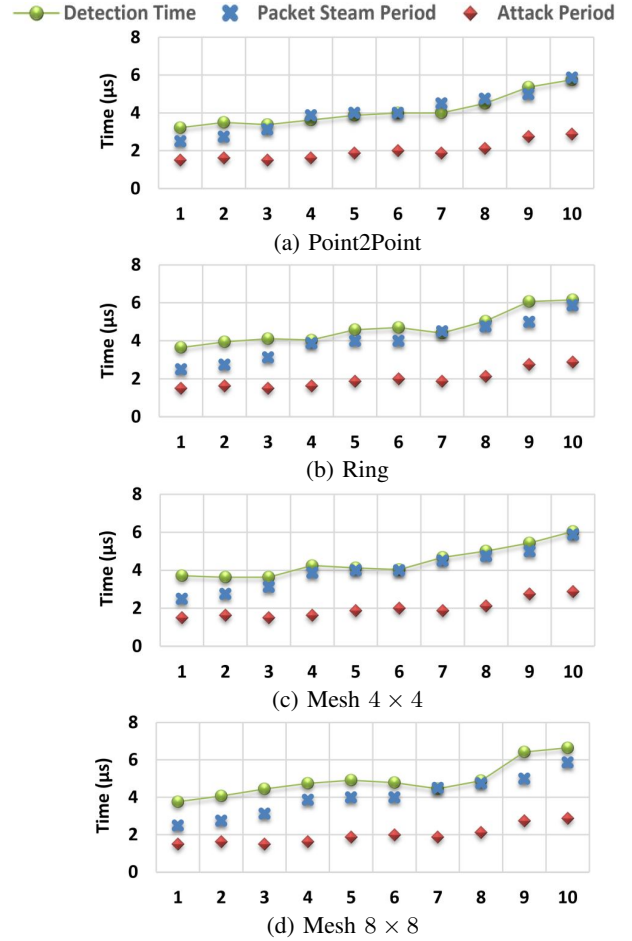 Detection Time Packet Steam Period Attack Period
8
6
4
2
0
Time (µs)
1 2 3 4 5 6 7 8 9 10
(a) Point2Point
8
6
4
2
0
Time (µs)
1 2 3 4 5 6 7 8 9 10
(b) Ring
8
6
4
2
0
Time (µs)
1 2 3 4 5 6 7 8 9 10
(c) Mesh 4 × 4
8
6
4
2
0
Time (µs)
1 2 3 4 5 6 7 8 9 10
(d) Mesh 8 × 8